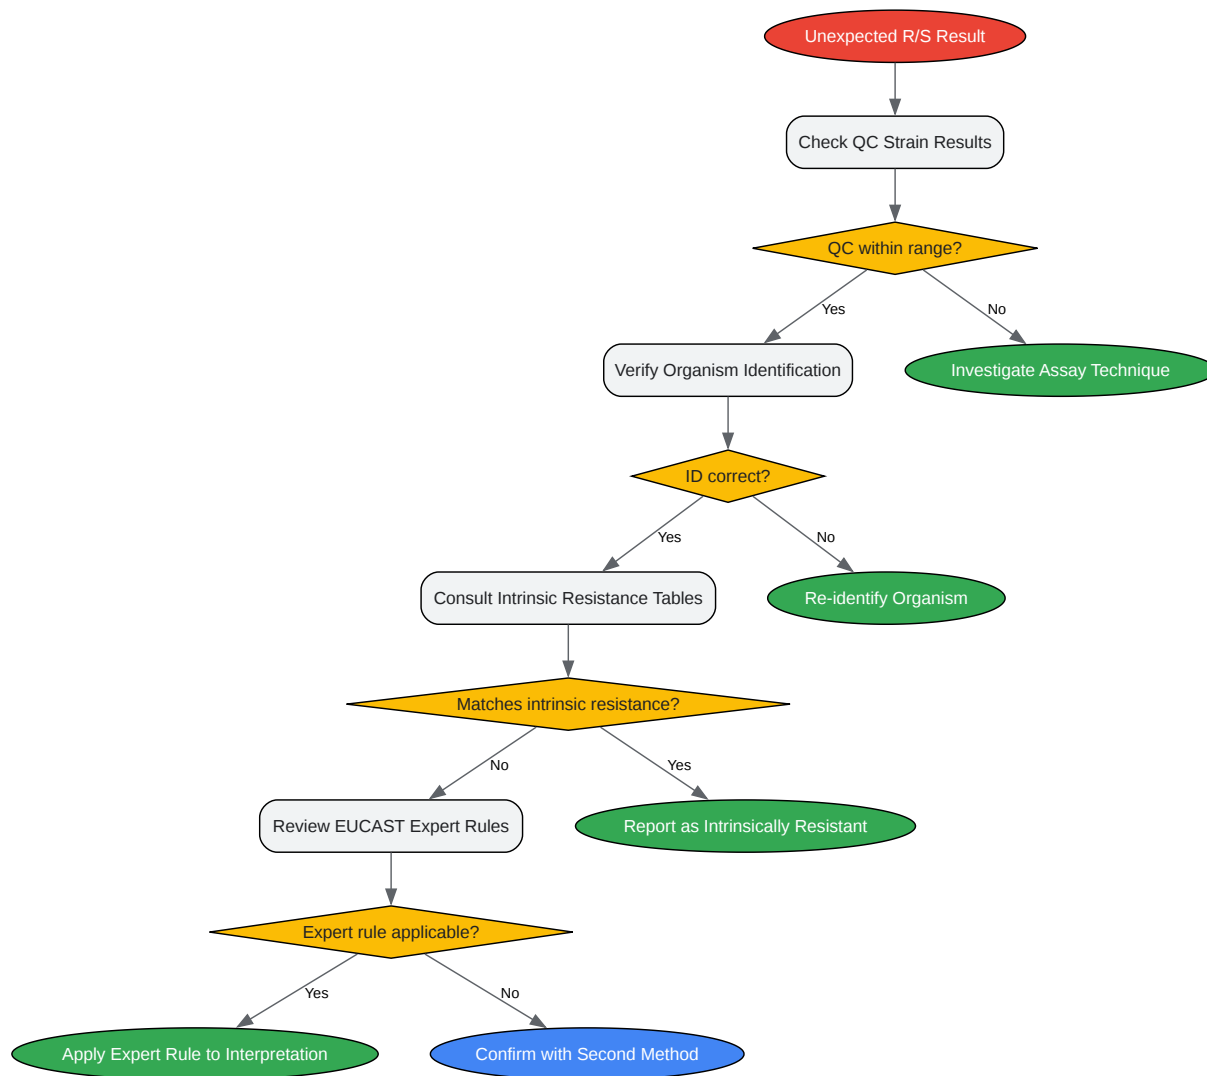 Unexpected R/S Result
Check QC Strain Results
QC within range?
Yes
No
Verify Organism Identification
Investigate Assay Technique
ID correct?
Yes
No
Consult Intrinsic Resistance Tables
Re-identify Organism
Matches intrinsic resistance?
No
Yes
Review EUCAST Expert Rules
Report as Intrinsically Resistant
Expert rule applicable?
Yes
No
Apply Expert Rule to Interpretation
Confirm with Second Method